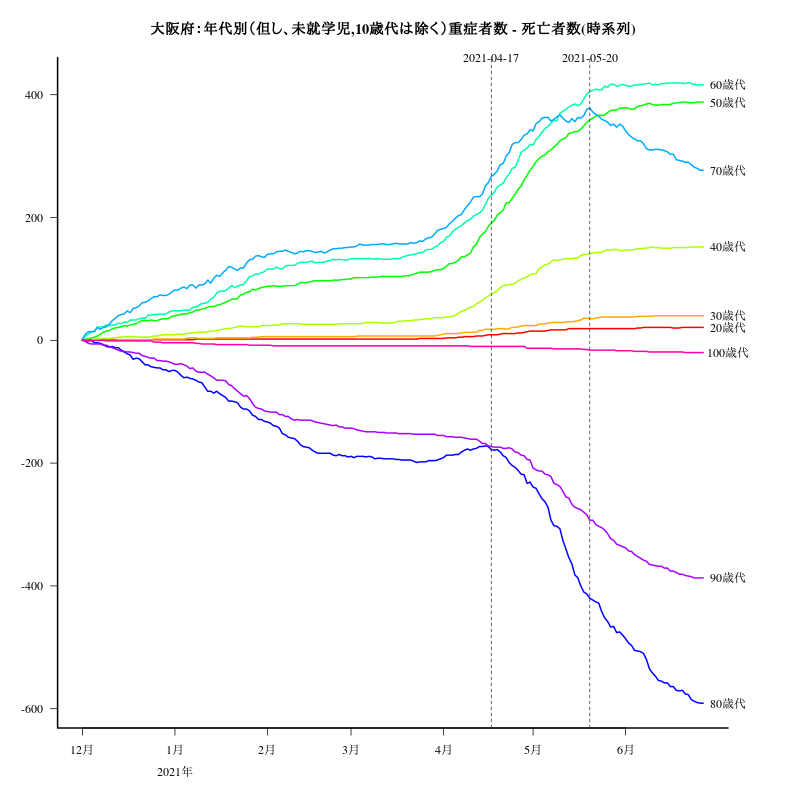 大阪府：年代別（但し、未就学児,10歳代は除く）重症者数 - 死亡者数(時系列)
2021-04-17
2021-05-20
400
200
0
-200
-400
-600
60歳代
50歳代
70歳代
40歳代
30歳代
20歳代
100歳代
90歳代
80歳代
12月
1月
2月
3月
4月
5月
6月
2021年